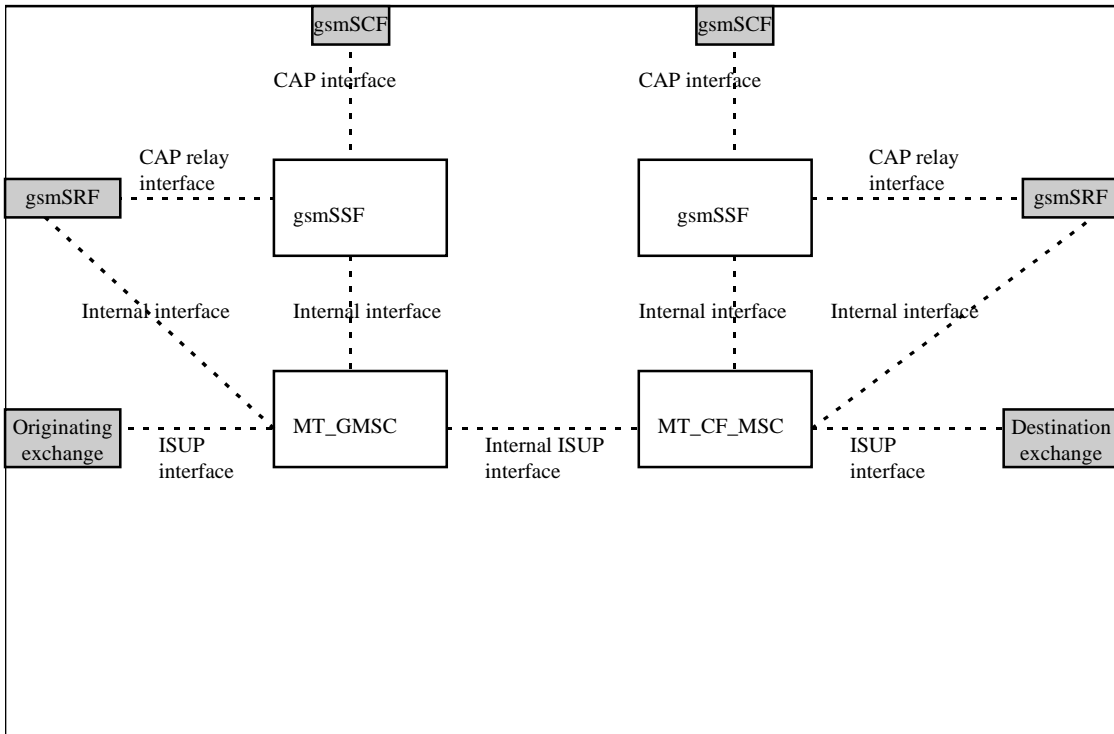 gsmSCF
gsmSCF
CAP interface
CAP interface
CAP relay
interface
CAP relay
interface
gsmSRF
gsmSSF
gsmSSF
gsmSRF
Internal interface
Internal interface
Internal interface
Internal interface
Originating
exchange
MT_GMSC
MT_CF_MSC
Destination
exchange
ISUP
interface
Internal ISUP
interface
ISUP
interface